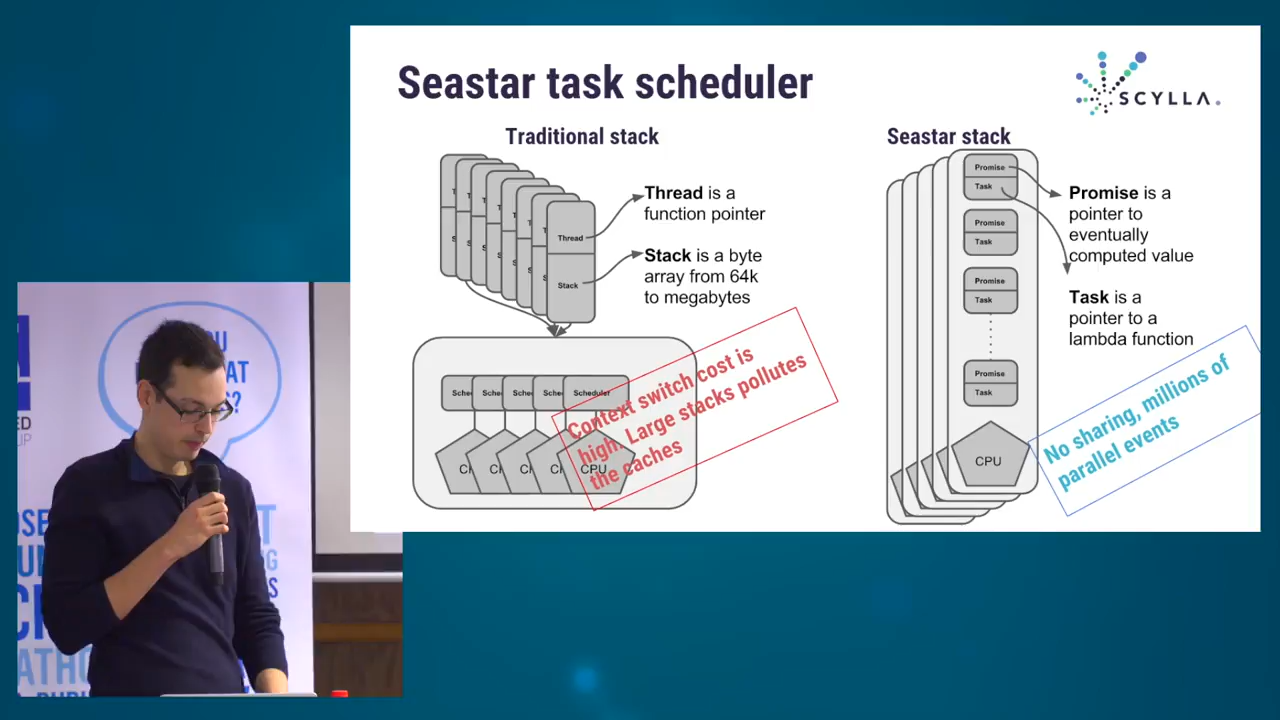 Seastar task scheduler
SCYLLA.
Traditional stack
Seastar stack
Thread
Stack
Thread is a
function pointer
Stack is a byte
array from 64k
to megabytes
Scheduler
CPU
Context switch cost is
high. Large stacks pollutes
the caches
Promise
Task
Promise
Task
Promise
Task
Promise
Task
CPU
Promise is a
pointer to
eventually
computed value
Task is a
pointer to a
lambda function
No sharing, millions of
parallel events